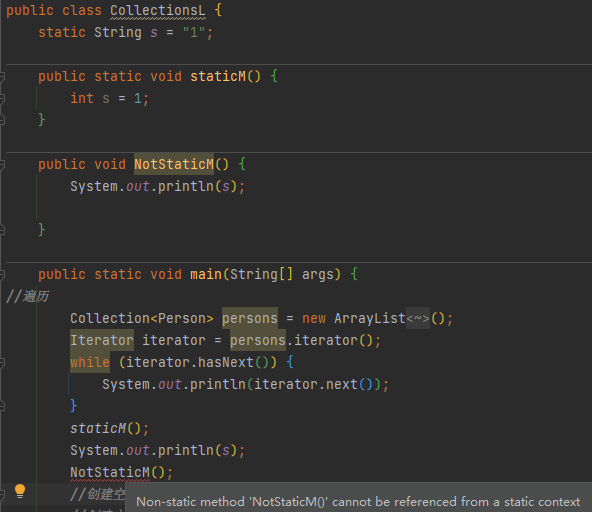 public class CollectionsL {
static String s = "1";
public static void staticM() {
int s = 1;
}
public void NotStaticM() {
System.out.println(s);
}
public static void main(String[] args) {
//遍历
Collection<Person> persons = new ArrayList<~>();
Iterator iterator = persons.iterator();
while (iterator.hasNext()) {
System.out.println(iterator.next());
}
staticM();
System.out.println(s);
NotStaticM();
//创建空
Non-static method 'NotStaticM()' cannot be referenced from a static context